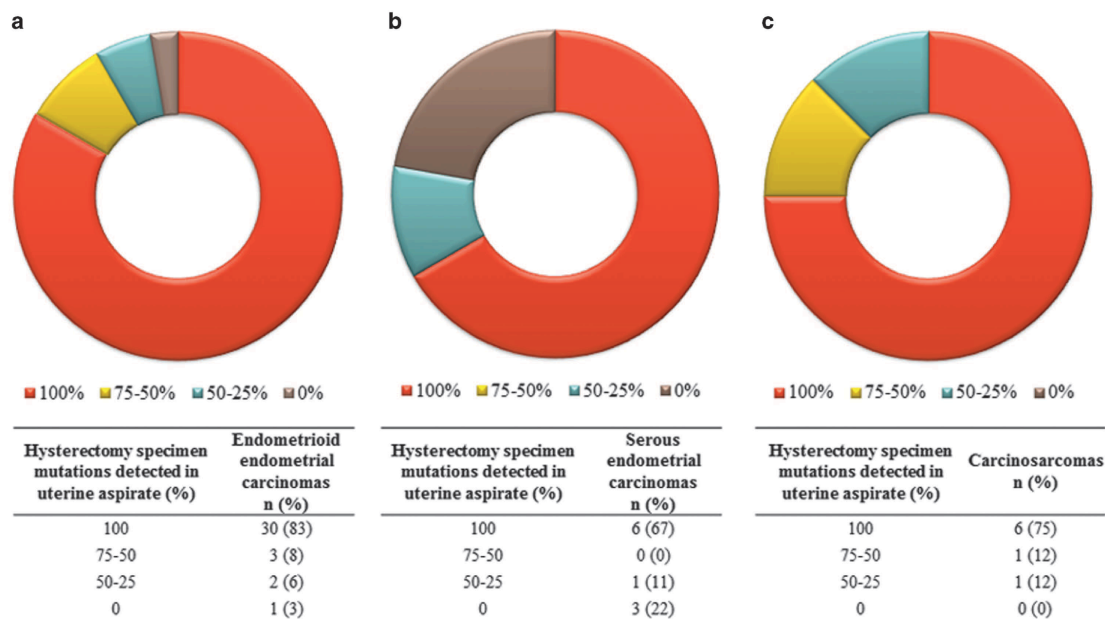 a
b
c
100% 75-50% 50-25% 0%
100% 75-50% 50-25% 0%
100% 75-50% 50-25% 0%
Hysterectomy specimen
mutations detected in
uterine aspirate (%)
Endometrioid
endometrial
carcinomas
n (%)
100 30 (83)
75-50 3 (8)
50-25 2 (6)
0 1 (3)
Hysterectomy specimen
mutations detected in
uterine aspirate (%)
Serous
endometrial
carcinomas
n (%)
100 6 (67)
75-50 0 (0)
50-25 1 (11)
0 3 (22)
Hysterectomy specimen
mutations detected in
uterine aspirate (%)
Carcinosarcomas
n (%)
100 6 (75)
75-50 1 (12)
50-25 1 (12)
0 0 (0)